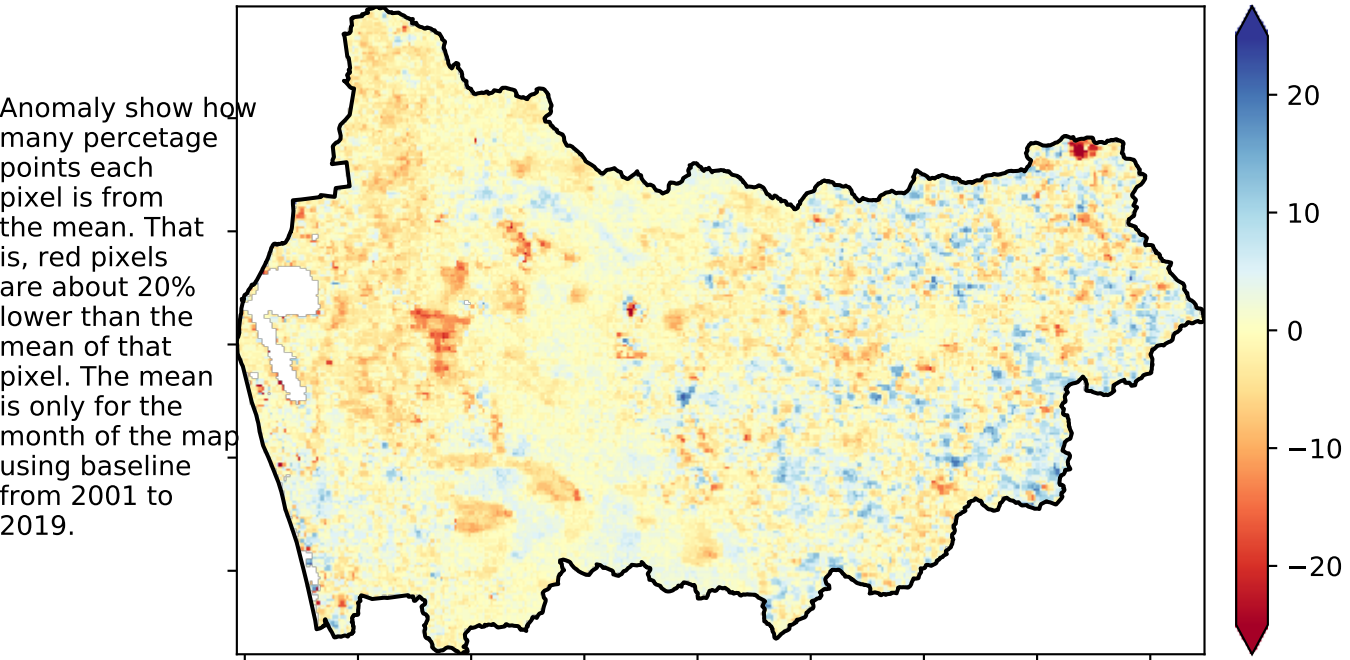 Anomaly show how
many percetage
points each
pixel is from
the mean. That
is, red pixels
are about 20%
lower than the
mean of that
pixel. The mean
is only for the
month of the map
using baseline
from 2001 to
2019.
20
10
0
−10
−20